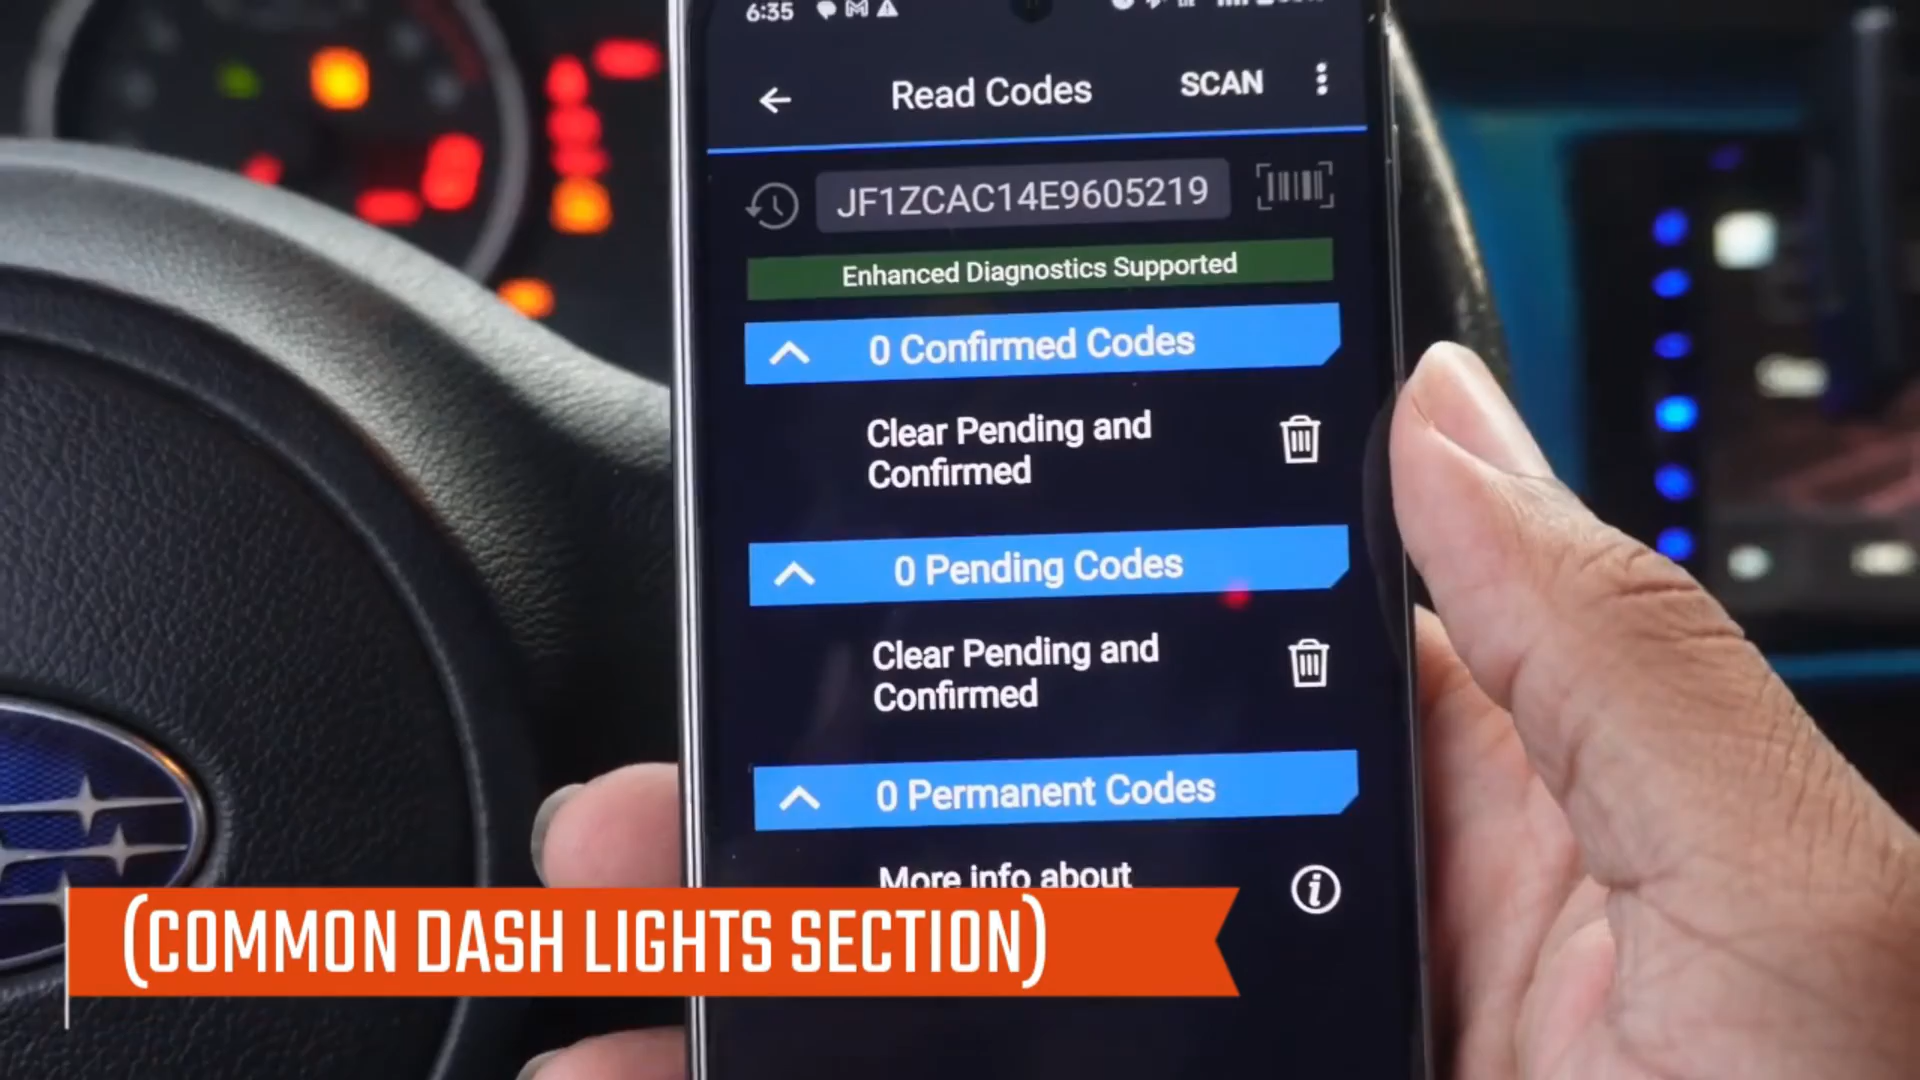 6:35
Read Codes
SCAN
JF1ZCAC14E9605219
Enhanced Diagnostics Supported
0 Confirmed Codes
Clear Pending and
Confirmed
0 Pending Codes
Clear Pending and
Confirmed
0 Permanent Codes
More info about
(COMMON DASH LIGHTS SECTION)